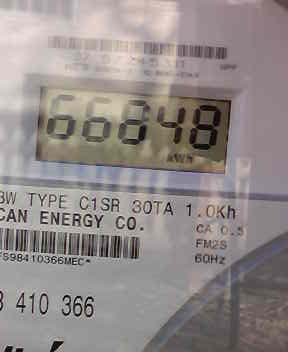 66848
kWh
3W TYPE C1SR 30TA 1.0Kh
CAN ENERGY CO. CA 0.5
FM2S
FS98410366MEC* 60Hz
3 410 366